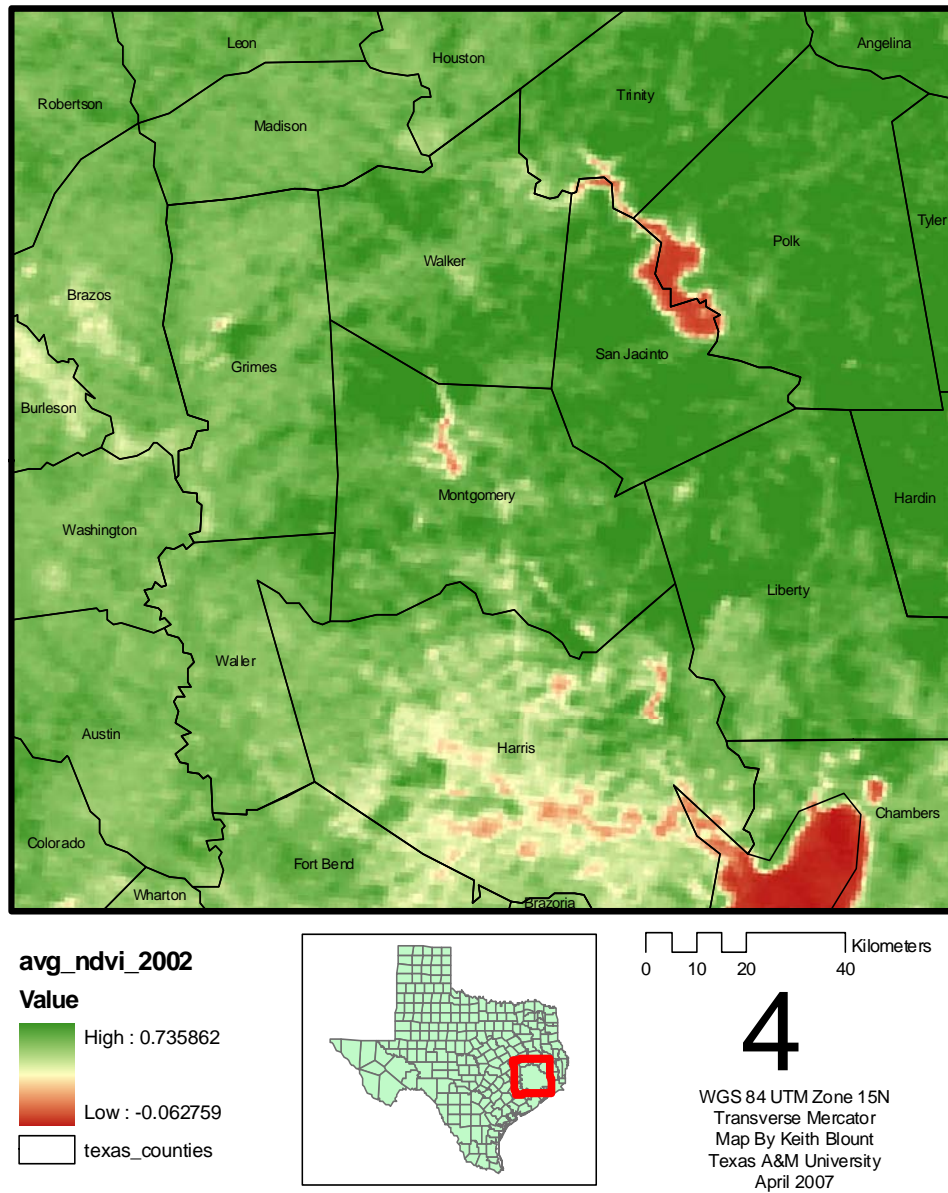 Leon
Houston
Angelina
Robertson
Trinity
Madison
Tyler
Polk
Walker
Brazos
San Jacinto
Grimes
Burleson
Montgomery
Hardin
Washington
Liberty
Waller
Austin
Harris
Chambers
Colorado
Fort Bend
Wharton
Brazoria
avg_ndvi_2002
Value
High : 0.735862
Low : -0.062759
texas_counties
Kilometers
0 10 20 40
4
WGS 84 UTM Zone 15N
Transverse Mercator
Map By Keith Blount
Texas A&M University
April 2007